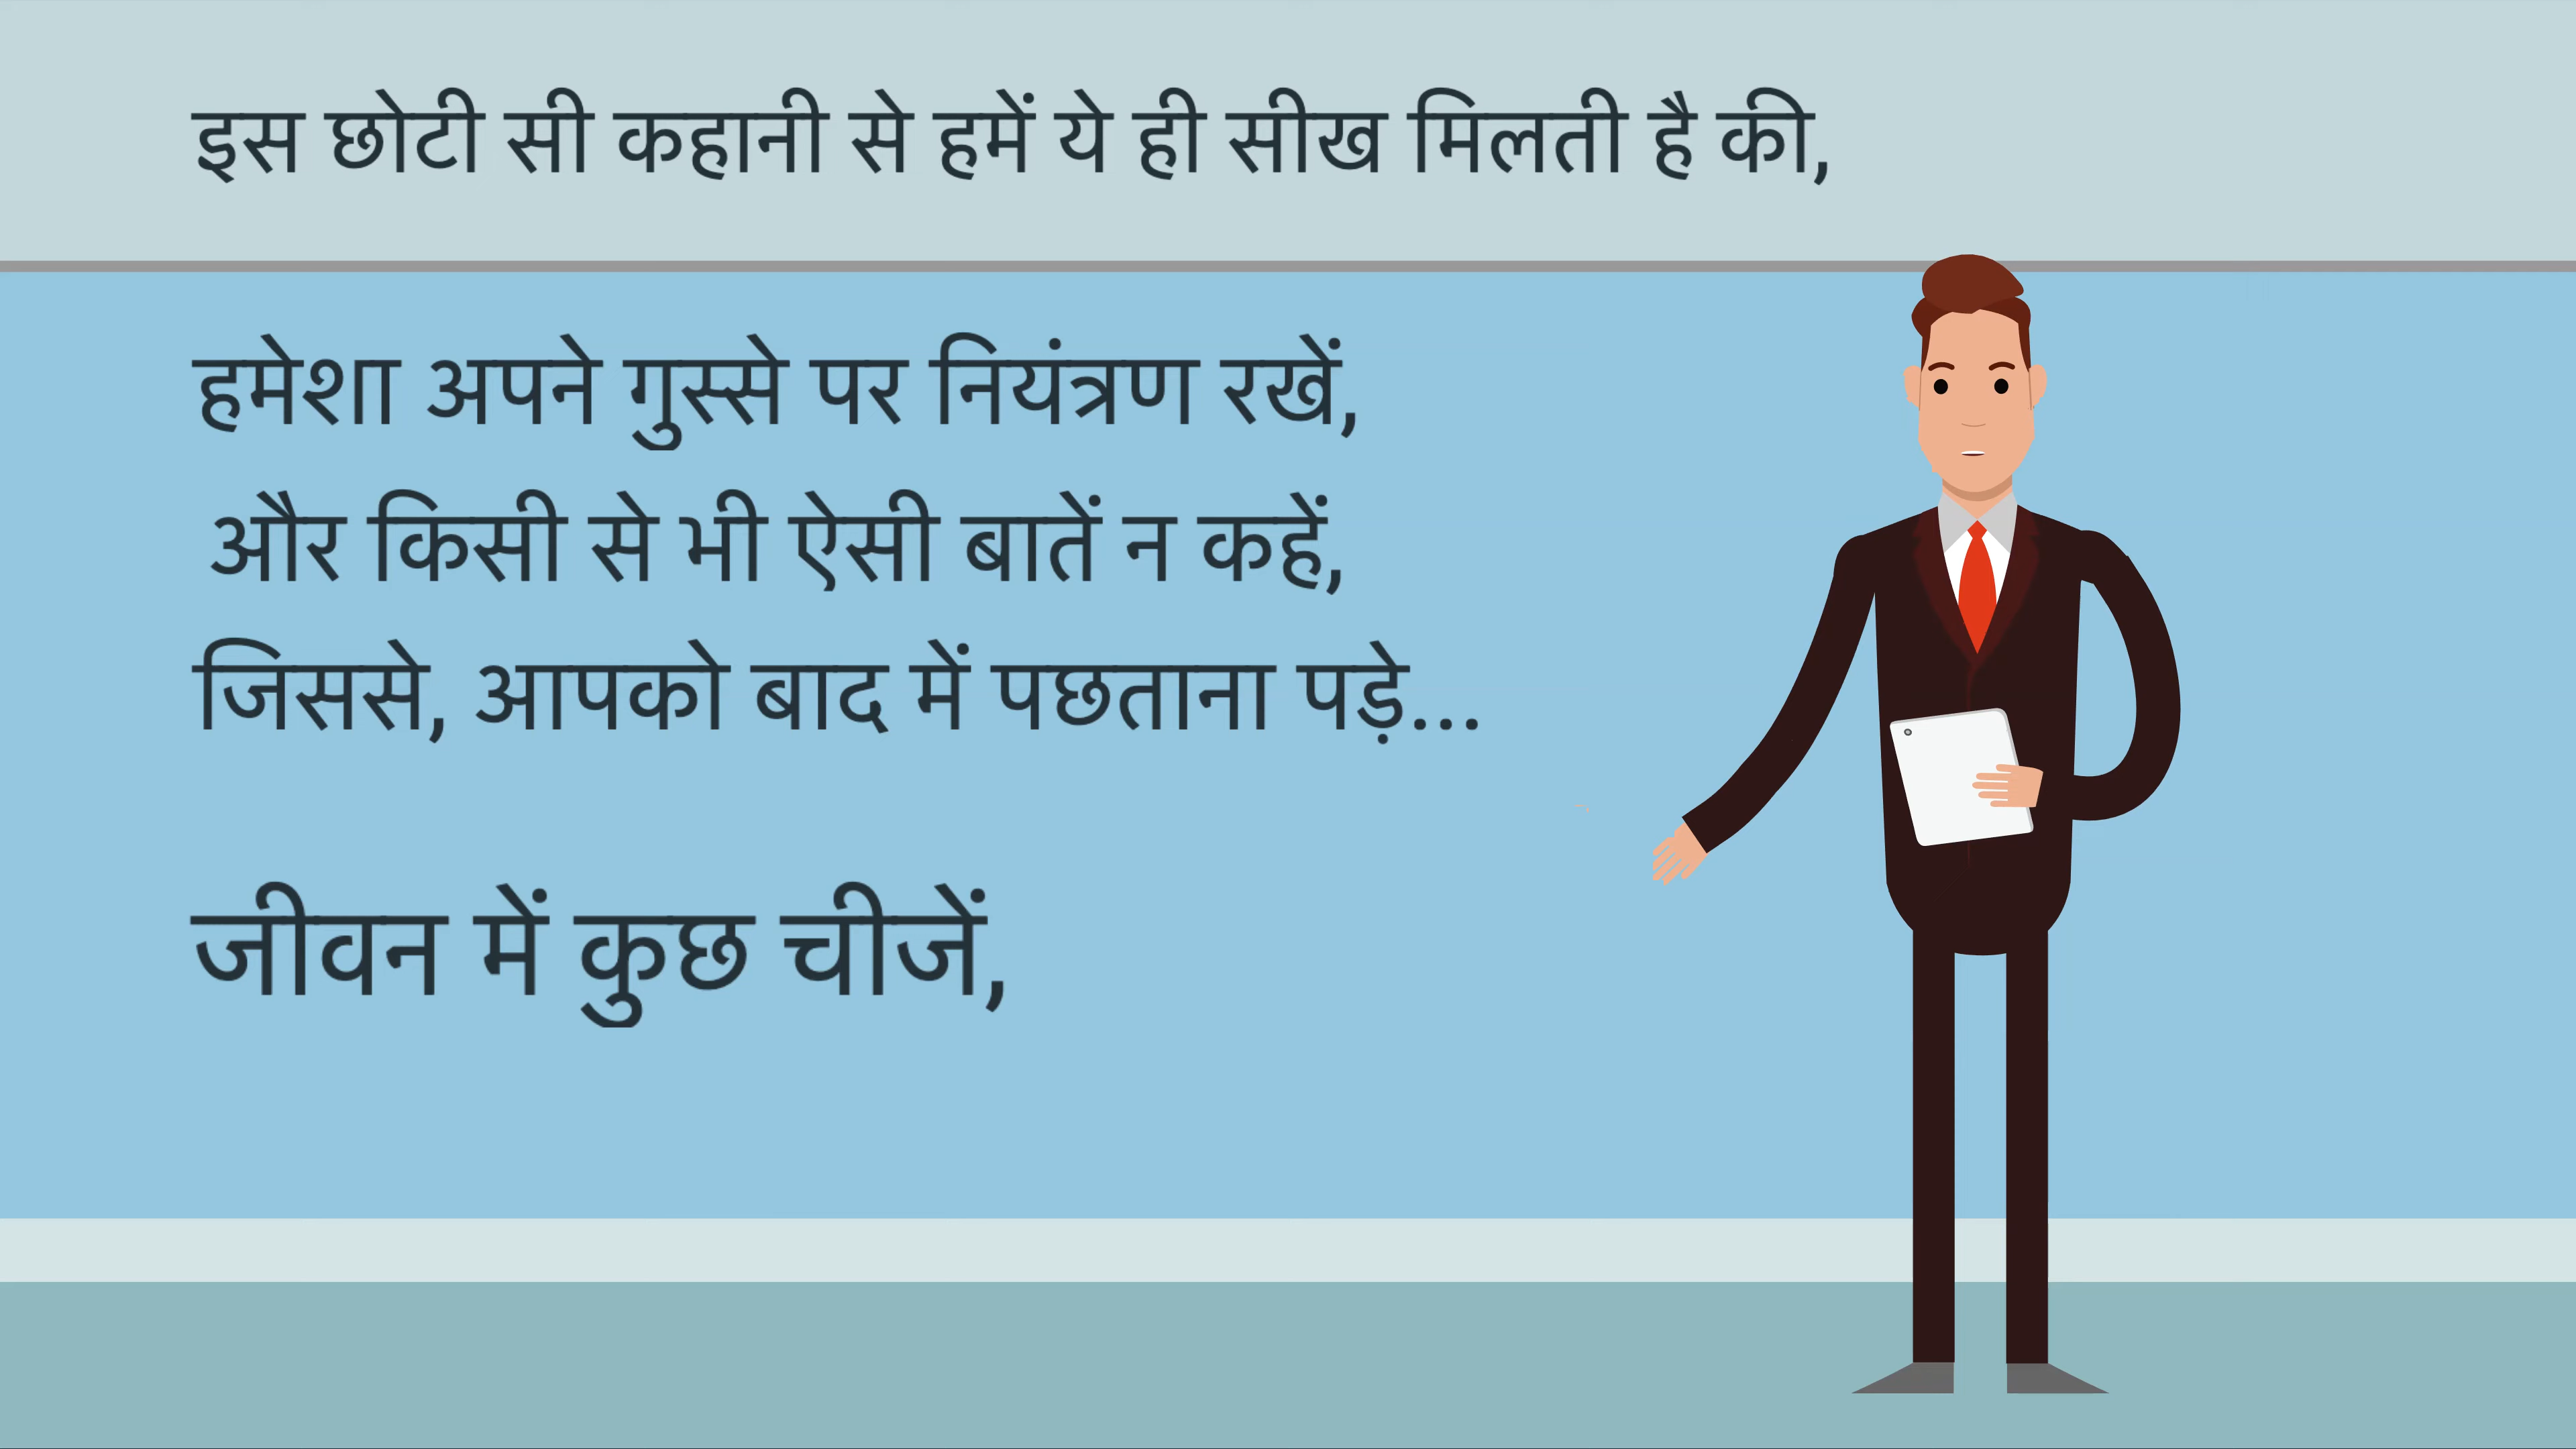 इस छोटी सी कहानी से हमें ये ही सीख मिलती है की,
हमेशा अपने गुस्से पर नियंत्रण रखें,
और किसी से भी ऐसी बातें न कहें,
जिससे, आपको बाद में पछताना पड़े...
जीवन में कुछ चीजें,